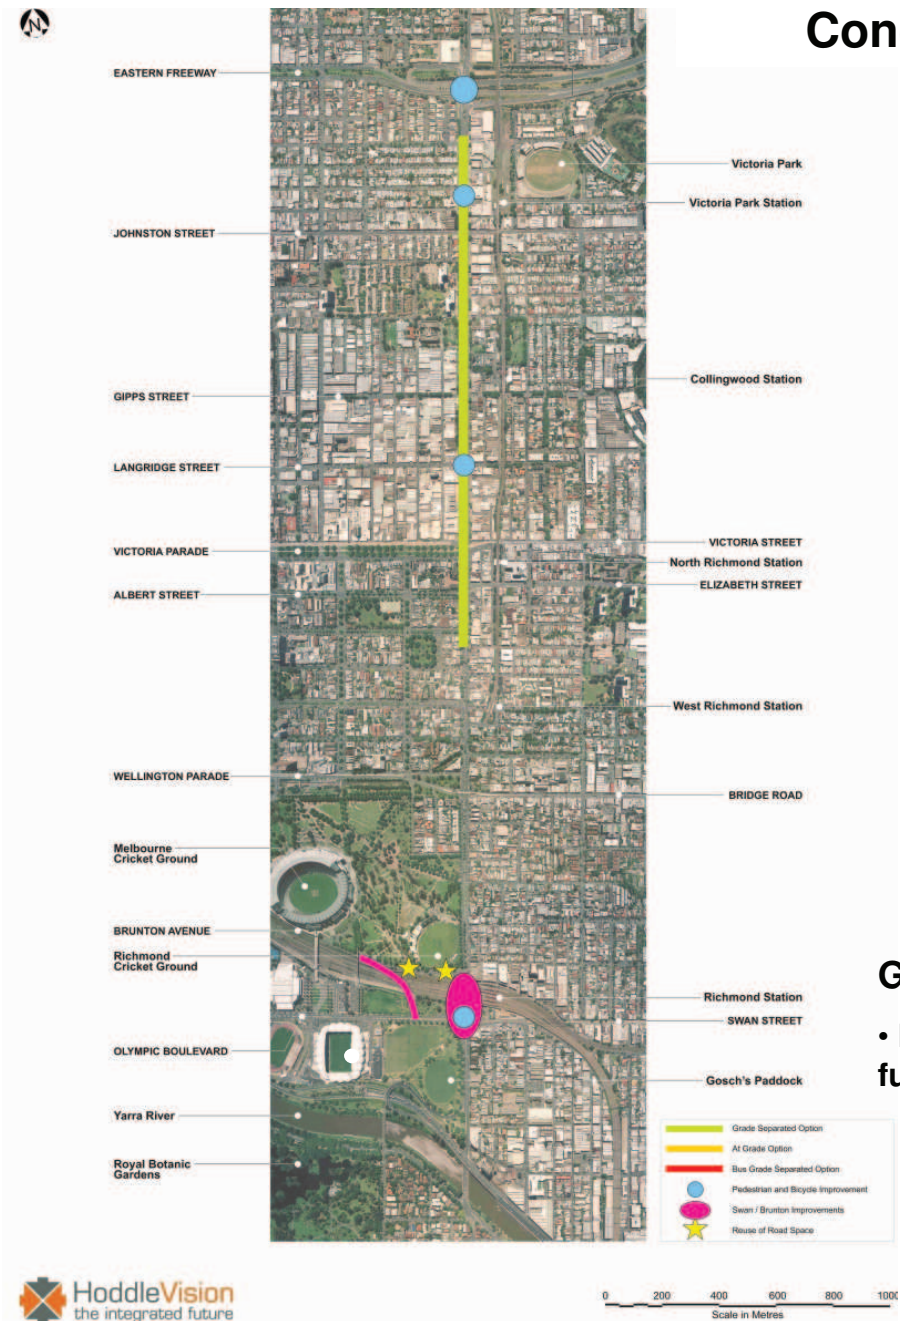 N
Con
EASTERN FREEWAY
Victoria Park
Victoria Park Station
JOHNSTON STREET
Collingwood Station
GIPPS STREET
LANGRIDGE STREET
VICTORIA STREET
VICTORIA PARADE
North Richmond Station
ELIZABETH STREET
ALBERT STREET
West Richmond Station
WELLINGTON PARADE
BRIDGE ROAD
Melbourne
Cricket Ground
BRUNTON AVENUE
Richmond
Cricket Ground
G
Richmond Station
SWAN STREET
OLYMPIC BOULEVARD
•
fu
Gosch's Paddock
Yarra River
Royal Botanic
Gardens
Grade Separated Option
At Grade Option
Bus Grade Separated Option
Pedestrian and Bicycle Improvement
Swan / Brunton Improvements
Reuse of Road Space
HoddleVision
the integrated future
0 200 400 600 800 1000
Scale in Metres